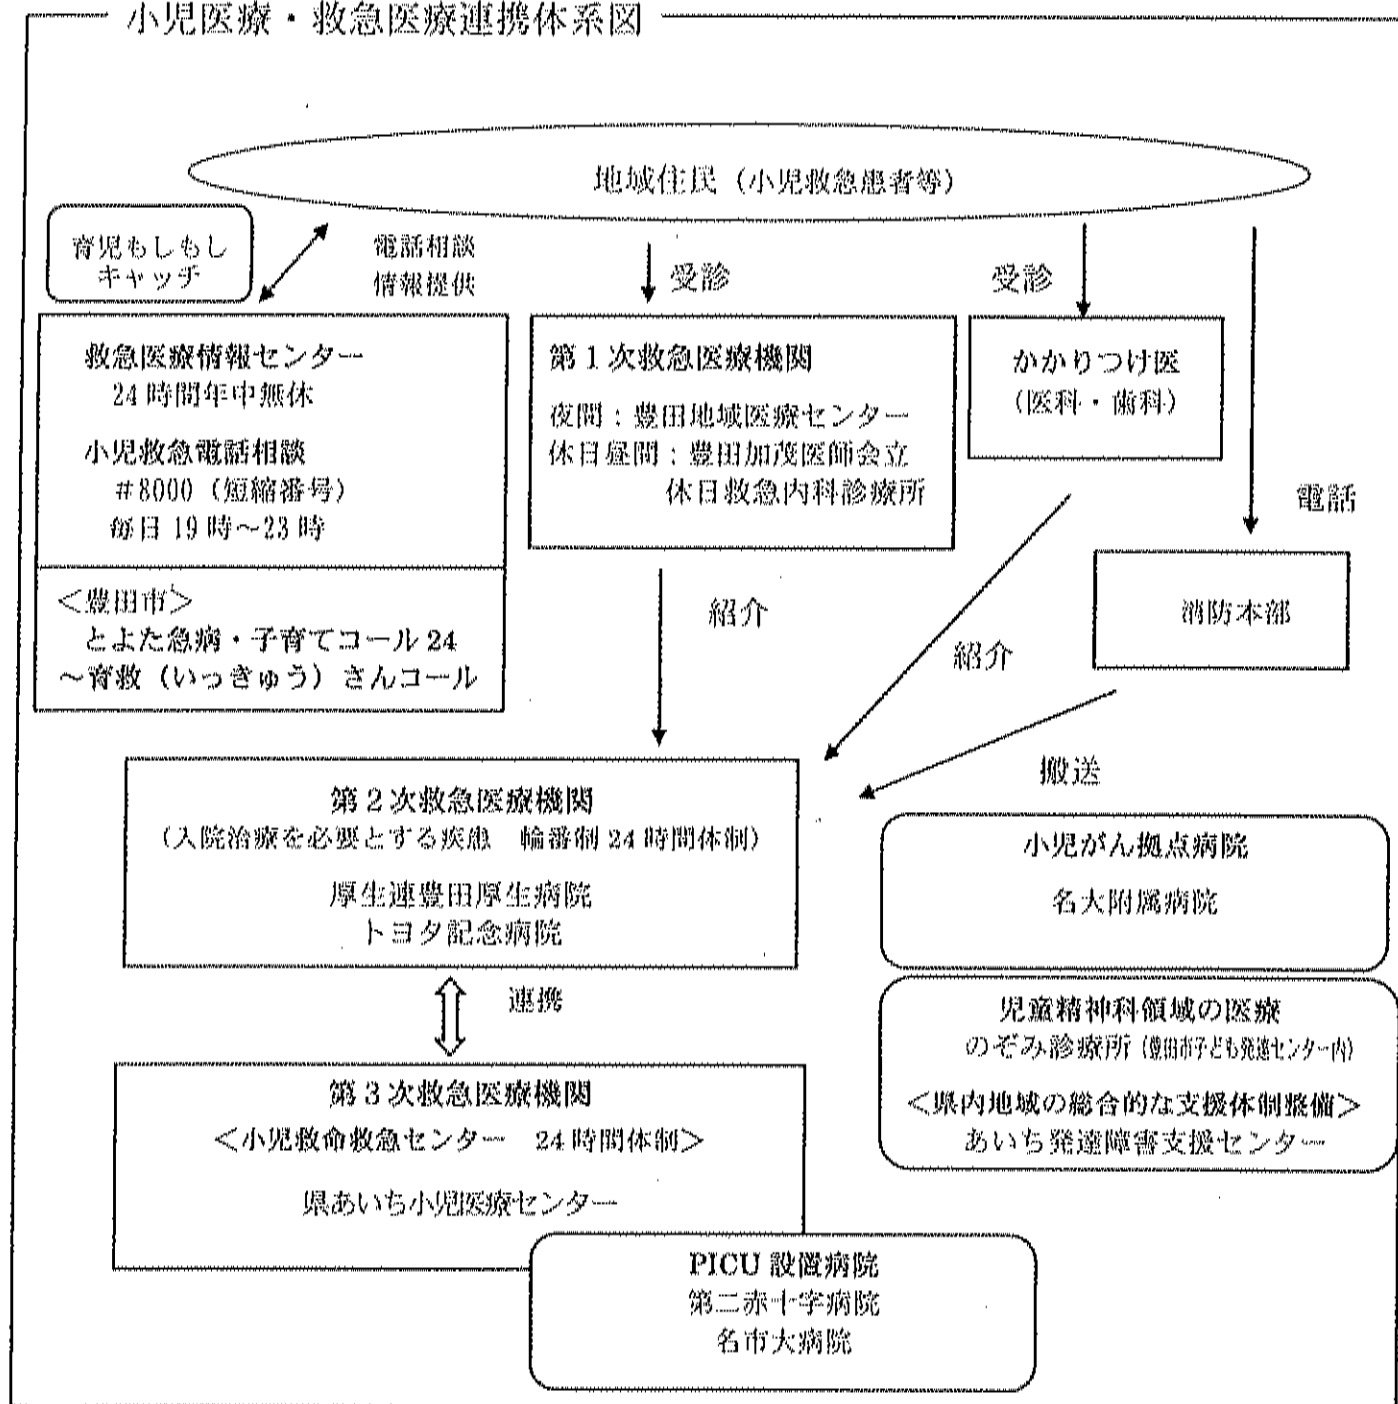 小児医療・救急医療連携体系図
地域住民（小児救急患者等）
育児もしもし
キャッチ
電話相談
情報提供
受診
受診
救急医療情報センター
24時間年中無休
小児救急電話相談
＃8000（短縮番号）
毎日 19時～23時
＜豊田市＞
とよた急病・子育てコール24
～育救（いっきゅう）さんコール
第１次救急医療機関
夜間：豊田地域医療センター
休日昼間：豊田加茂医師会立
休日救急内科診療所
かかりつけ医
（医科・歯科）
電話
消防本部
紹介
紹介
搬送
第２次救急医療機関
（入院治療を必要とする疾患　輪番制 24 時間体制）
厚生連豊田厚生病院
トヨタ記念病院
小児がん拠点病院
名大附属病院
連携
児童精神科領域の医療
のぞみ診療所（豊田市子ども発達センター内）
＜県内地域の総合的な支援体制整備＞
あいち発達障害支援センター
第３次救急医療機関
＜小児救命救急センター　24時間体制＞
県あいち小児医療センター
PICU 設置病院
第二赤十字病院
名市大病院